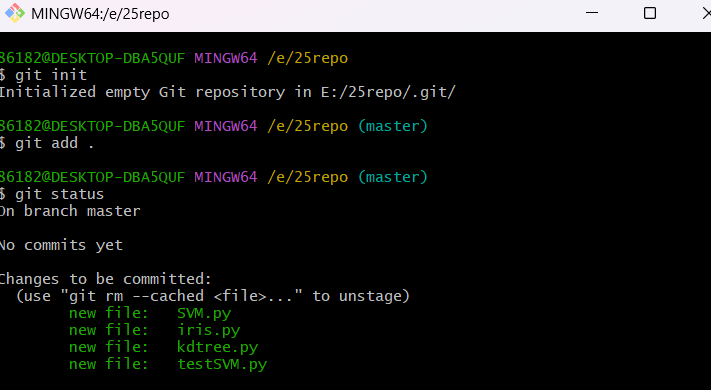 MINGW64:/e/25repo
86182@DESKTOP-DBA5QUF MINGW64 /e/25repo
$ git init
Initialized empty Git repository in E:/25repo/.git/
86182@DESKTOP-DBA5QUF MINGW64 /e/25repo (master)
$ git add .
86182@DESKTOP-DBA5QUF MINGW64 /e/25repo (master)
$ git status
On branch master
No commits yet
Changes to be committed:
(use "git rm --cached <file>..." to unstage)
new file: SVM.py
new file: iris.py
new file: kdtree.py
new file: testSVM.py